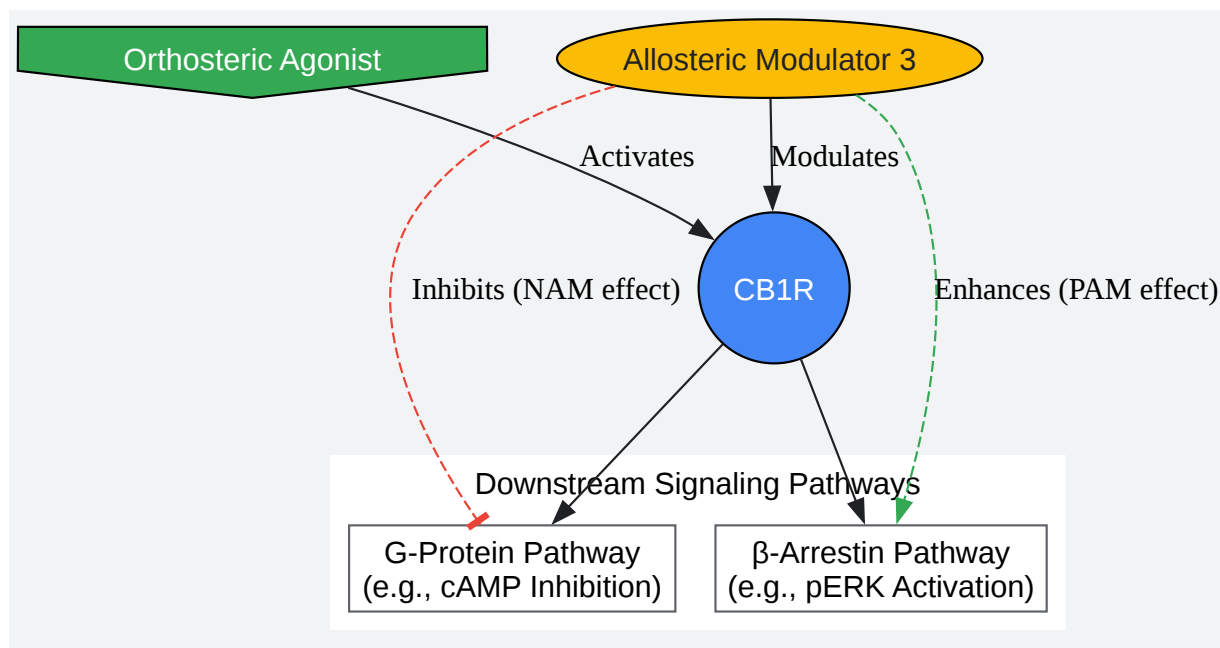 Orthosteric Agonist
Allosteric Modulator 3
Activates
Modulates
Inhibits (NAM effect)
CB1R
Enhances (PAM effect)
Downstream Signaling Pathways
G-Protein Pathway
(e.g., cAMP Inhibition)
β-Arrestin Pathway
(e.g., pERK Activation)